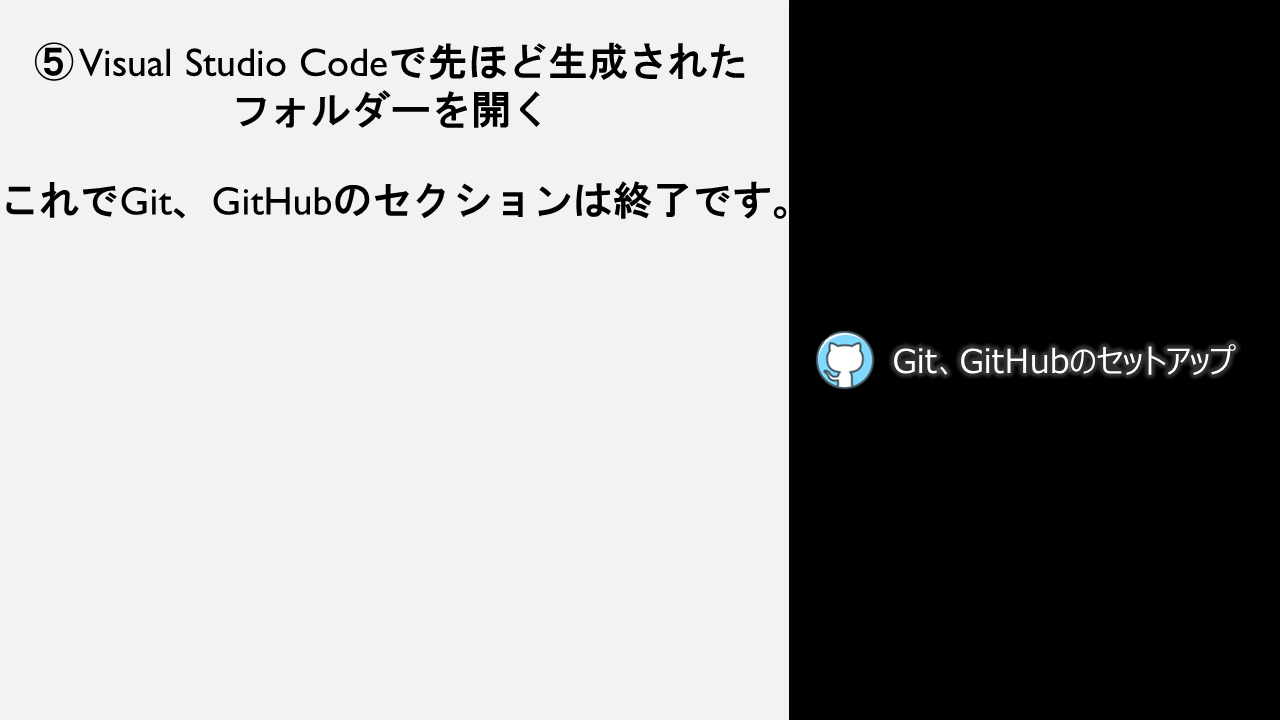 ⑤Visual Studio Codeで先ほど生成された
フォルダーを開く
これでGit、GitHubのセクションは終了です。
Git、GitHubのセットアップ